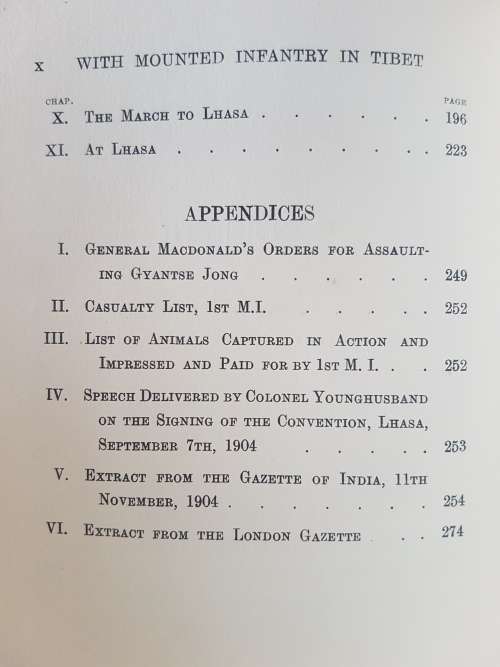 x WITH MOUNTED INFANTRY IN TIBET
CHAP. PAGE
X. THE MARCH TO LHASA . . . . . . 196
XI. AT LHASA . . . . . . . . . 223
APPENDICES
I. GENERAL MACDONALD'S ORDERS FOR ASSAULT-
ING GYANTSE JONG . . . . . . 249
II. CASUALTY LIST, 1ST M.I. . . . . . 252
III. LIST OF ANIMALS CAPTURED IN ACTION AND
IMPRESSED AND PAID FOR BY 1ST M. I. . . 252
IV. SPEECH DELIVERED BY COLONEL YOUNGHUSBAND
ON THE SIGNING OF THE CONVENTION, LHASA,
SEPTEMBER 7TH, 1904 . . . . . 253
V. EXTRACT FROM THE GAZETTE OF INDIA, 11TH
NOVEMBER, 1904 . . . . . . . 254
VI. EXTRACT FROM THE LONDON GAZETTE . . . 274